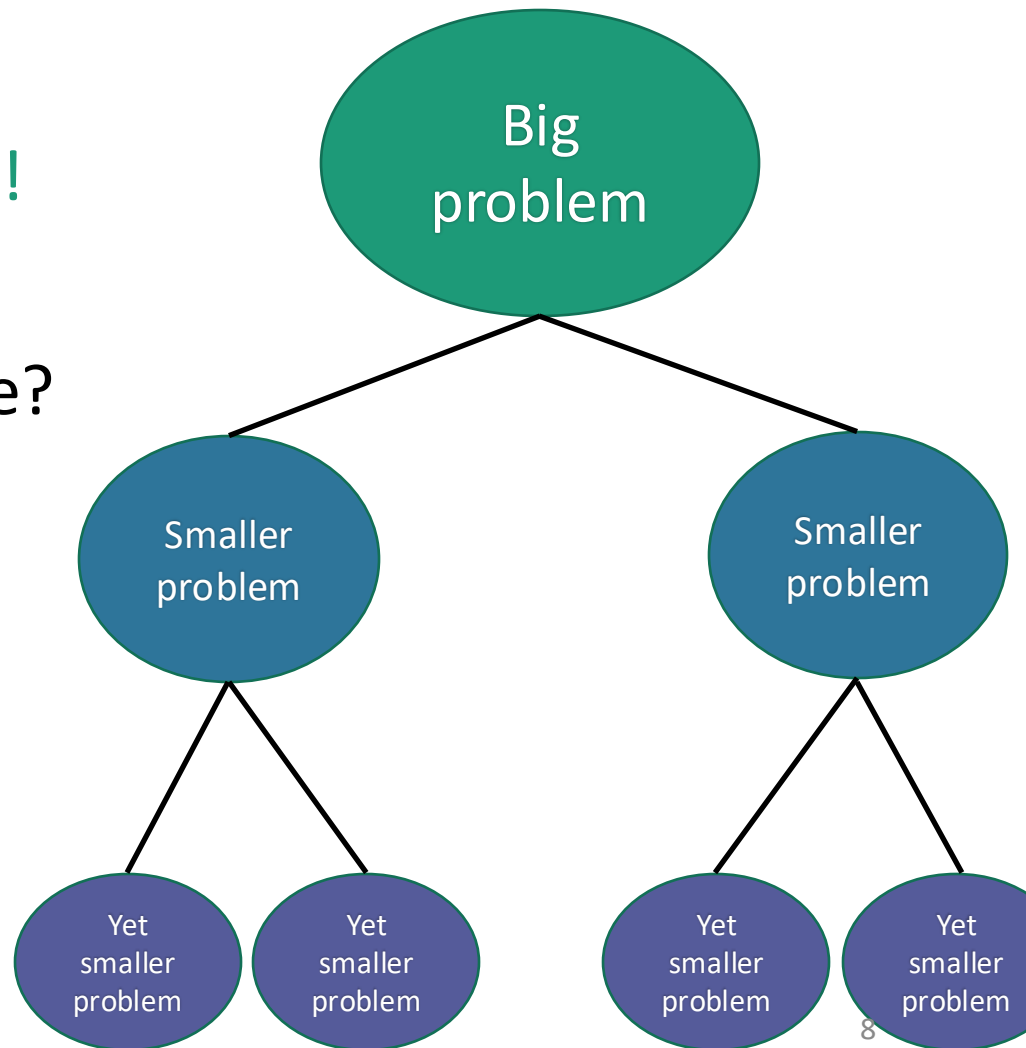 Big
problem
!
e?
Smaller
problem
Smaller
problem
Yet
smaller
problem
Yet
smaller
problem
Yet
smaller
problem
Yet
smaller
problem
8